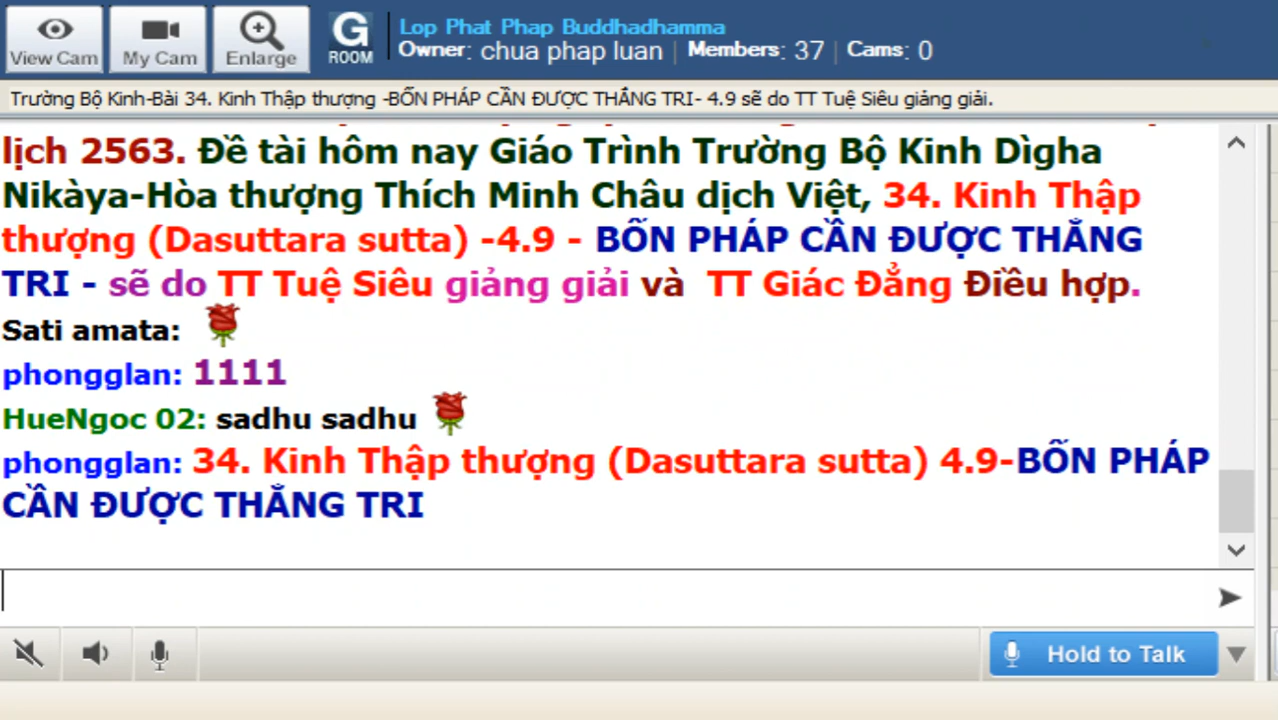 View Cam
My Cam
Enlarge
G
ROOM
Lop Phat Phap Buddhadhamma
Owner: chua phap luan | Members: 37 | Cams: 0
Trường Bộ Kinh-Bài 34. Kinh Thập thượng -BỐN PHÁP CẦN ĐƯỢC THẮNG TRI- 4.9 sẽ do TT Tuệ Siêu giảng giải.
lịch 2563. Đề tài hôm nay Giáo Trình Trường Bộ Kinh Dìgha
Nikàya-Hòa thượng Thích Minh Châu dịch Việt, 34. Kinh Thập
thượng (Dasuttara sutta) -4.9 - BỐN PHÁP CẦN ĐƯỢC THẮNG
TRI - sẽ do TT Tuệ Siêu giảng giải và TT Giác Đẳng Điều hợp.
Sati amata:
phongglan: 1111
HueNgoc 02: sadhu sadhu
phongglan: 34. Kinh Thập thượng (Dasuttara sutta) 4.9-BỐN PHÁP
CẦN ĐƯỢC THẮNG TRI
Hold to Talk